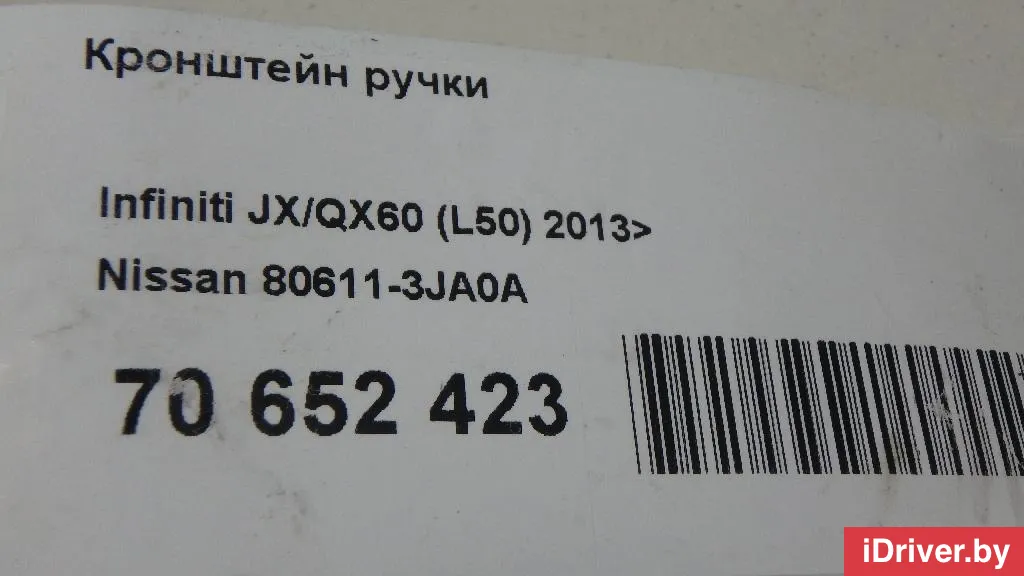 Кронштейн ручки
Infiniti JX/QX60 (L50) 2013>
Nissan 80611-3JA0A
70 652 423
iDriver.by